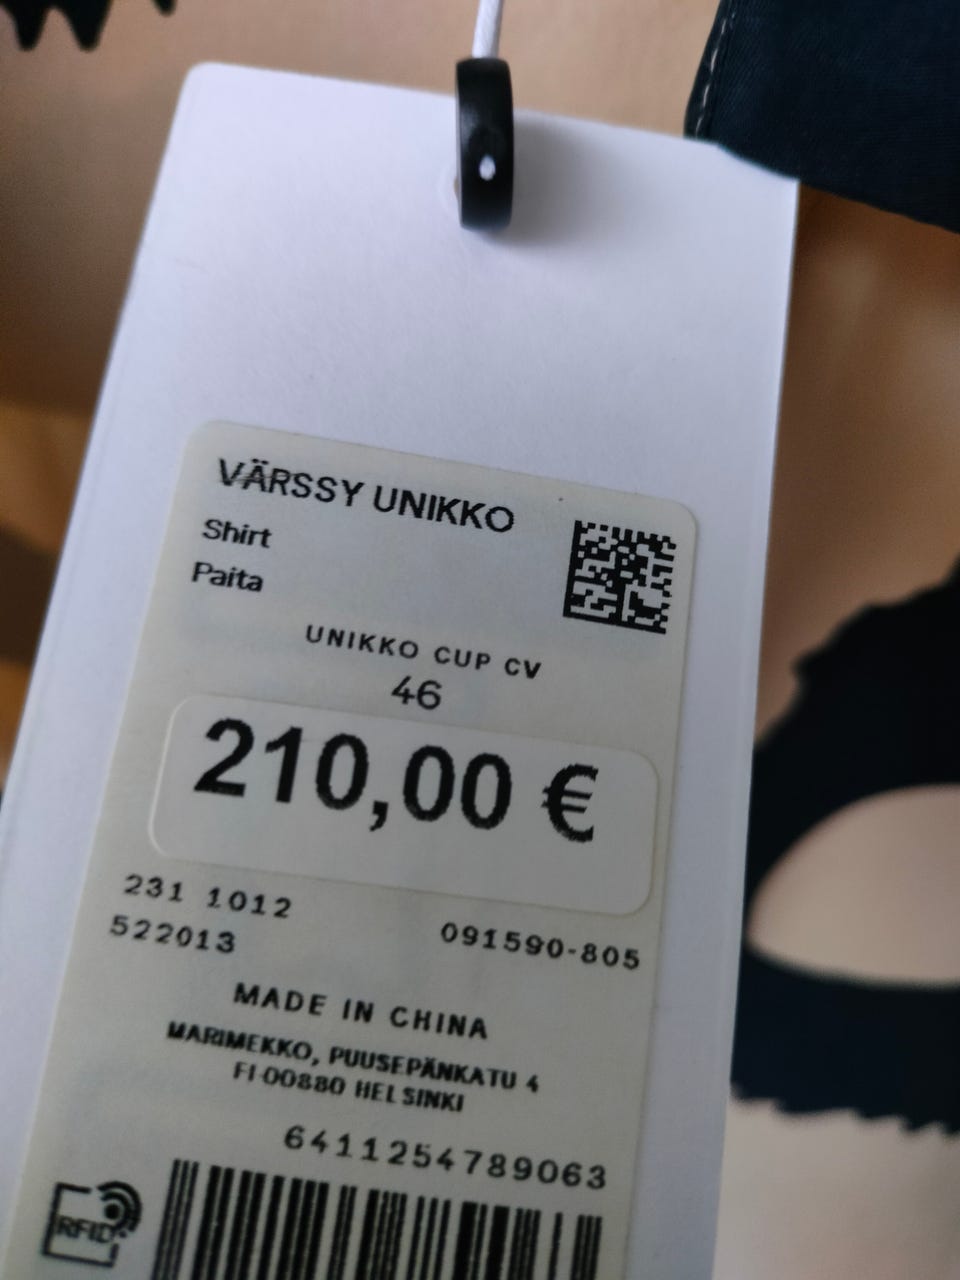 VÄRSSY UNIKKO
Shirt
Paita
UNIKKO CUP CV
46
210,00 €
231 1012
522013
091590-805
MADE IN CHINA
MARIMEKKO, PUUSEPÄNKATU 4
FI-00880 HELSINKI
6411254789063
RFID